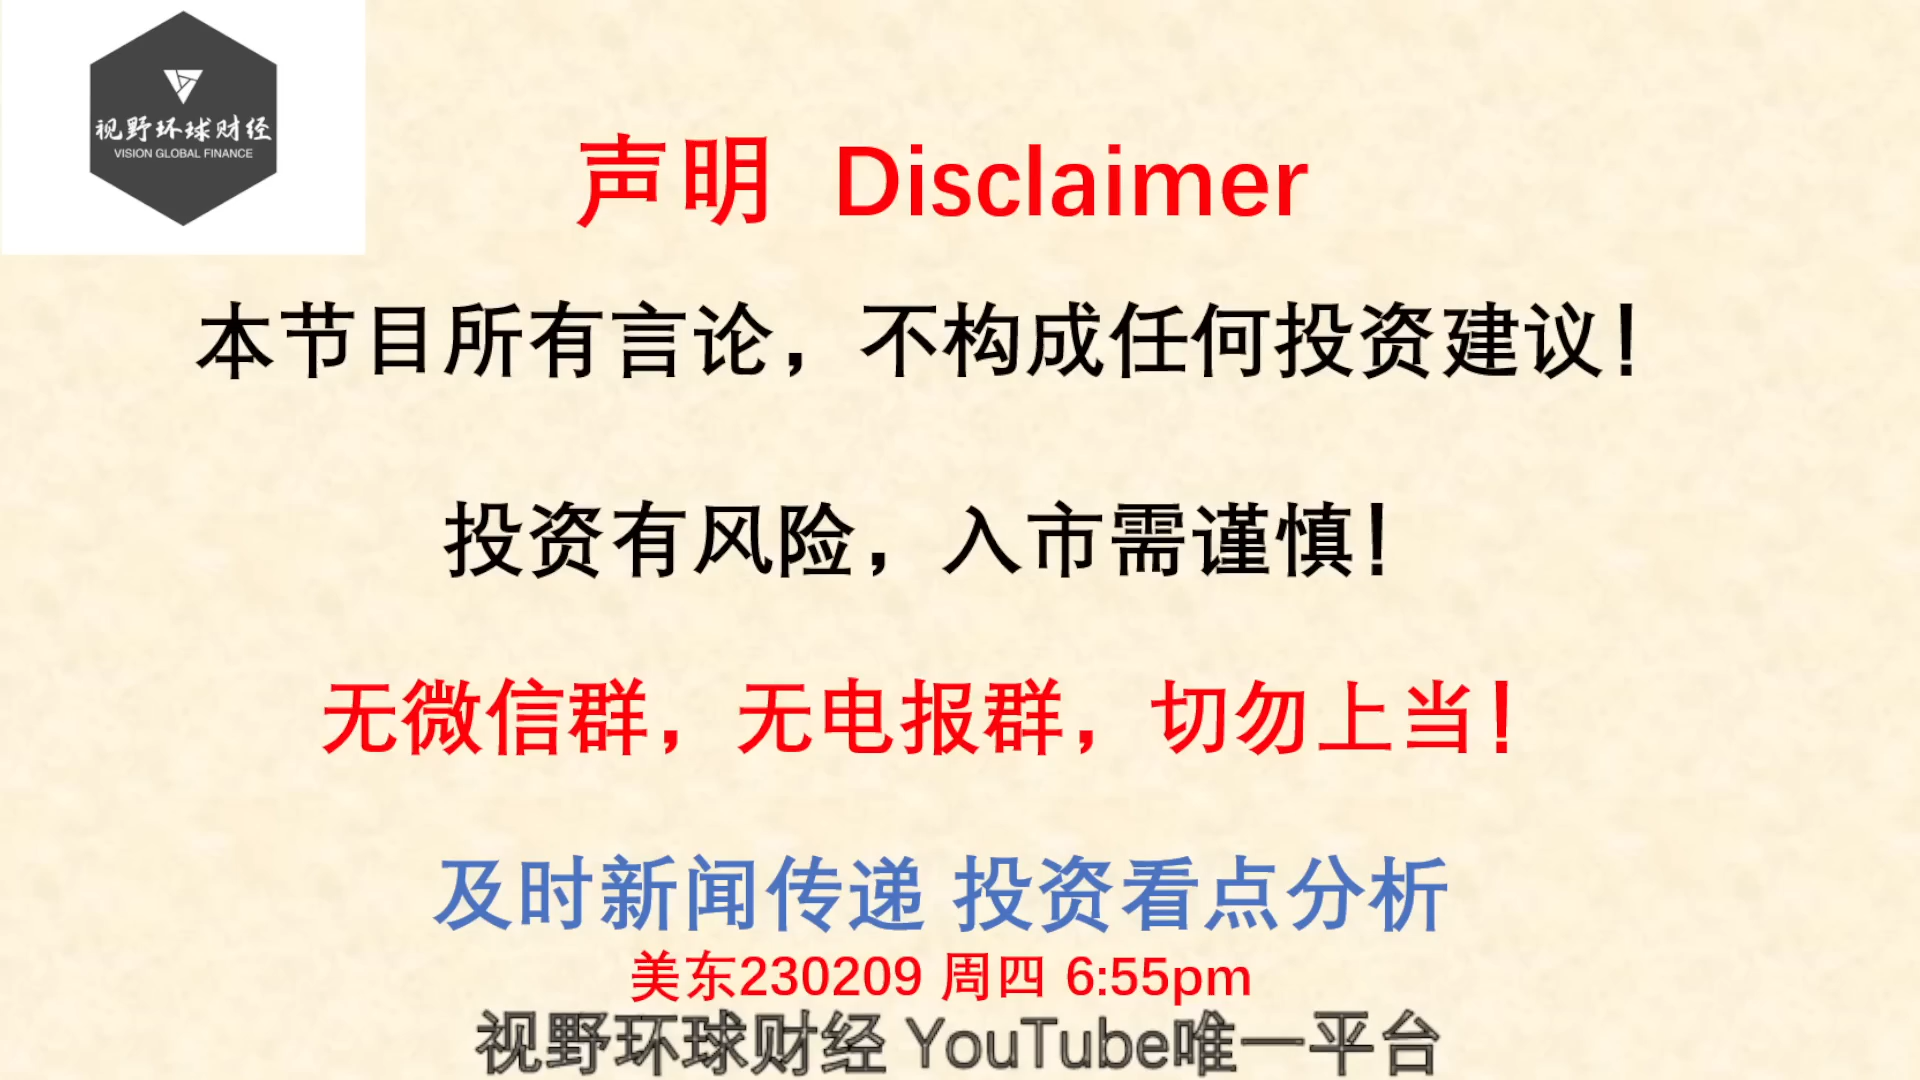 视野环球财经
VISION GLOBAL FINANCE
声明 Disclaimer
本节目所有言论，不构成任何投资建议！
投资有风险，入市需谨慎！
无微信群，无电报群，切勿上当！
及时新闻传递 投资看点分析
美东230209 周四 6:55pm
视野环球财经 YouTube唯一平台